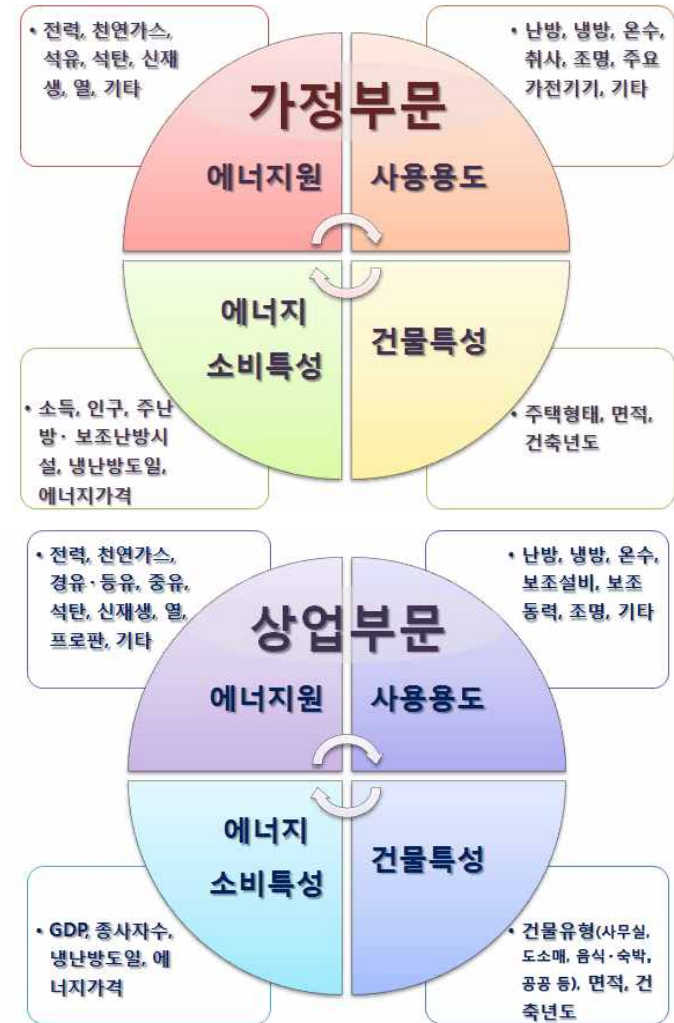 • 전력, 천연가스,
석유, 석탄, 신재
생, 열, 기타
• 난방, 냉방, 온수,
취사, 조명, 주요
가전기기, 기타
가정부문
에너지원
사용용도
에너지
소비특성
건물특성
• 소득, 인구, 주난
방· 보조난방시
설, 냉난방도일,
에너지가격
• 주택형태, 면적,
건축년도
• 전력, 천연가스,
경유·등유, 중유,
석탄, 신재생, 열,
프로판, 기타
• 난방, 냉방, 온수,
보조설비, 보조
동력, 조명, 기타
상업부문
에너지원
사용용도
에너지
소비특성
건물특성
• GDP, 종사자수,
냉난방도일, 에
너지가격
• 건물유형(사무실,
도소매, 음식·숙박,
공공 등), 면적, 건
축년도